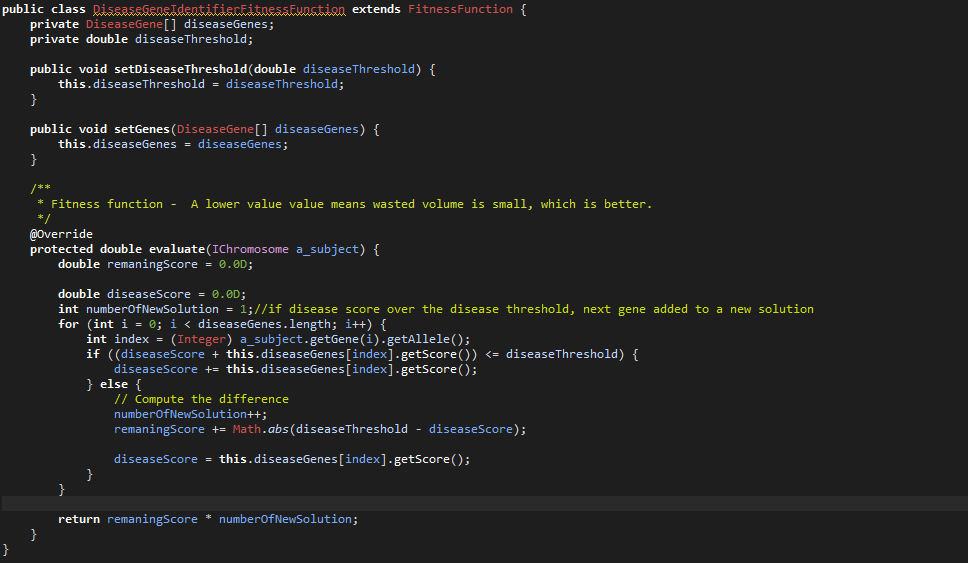 public class DiseaseGeneIdentifierFitnessFunction extends FitnessFunction {
    private DiseaseGene[] diseaseGenes;
    private double diseaseThreshold;

    public void setDiseaseThreshold(double diseaseThreshold) {
        this.diseaseThreshold = diseaseThreshold;
    }

    public void setGenes(DiseaseGene[] diseaseGenes) {
        this.diseaseGenes = diseaseGenes;
    }

    /**
     * Fitness function -  A lower value value means wasted volume is small, which is better.
     */
    @Override
    protected double evaluate(IChromosome a_subject) {
        double remaningScore = 0.0D;

        double diseaseScore = 0.0D;
        int numberOfNewSolution = 1;//if disease score over the disease threshold, next gene added to a new solution
        for (int i = 0; i < diseaseGenes.length; i++) {
            int index = (Integer) a_subject.getGene(i).getAllele();
            if ((diseaseScore + this.diseaseGenes[index].getScore()) <= diseaseThreshold) {
                diseaseScore += this.diseaseGenes[index].getScore();
            } else {
                // Compute the difference
                numberOfNewSolution++;
                remaningScore += Math.abs(diseaseThreshold - diseaseScore);

                diseaseScore = this.diseaseGenes[index].getScore();
            }
        }

        return remaningScore * numberOfNewSolution;
    }
}